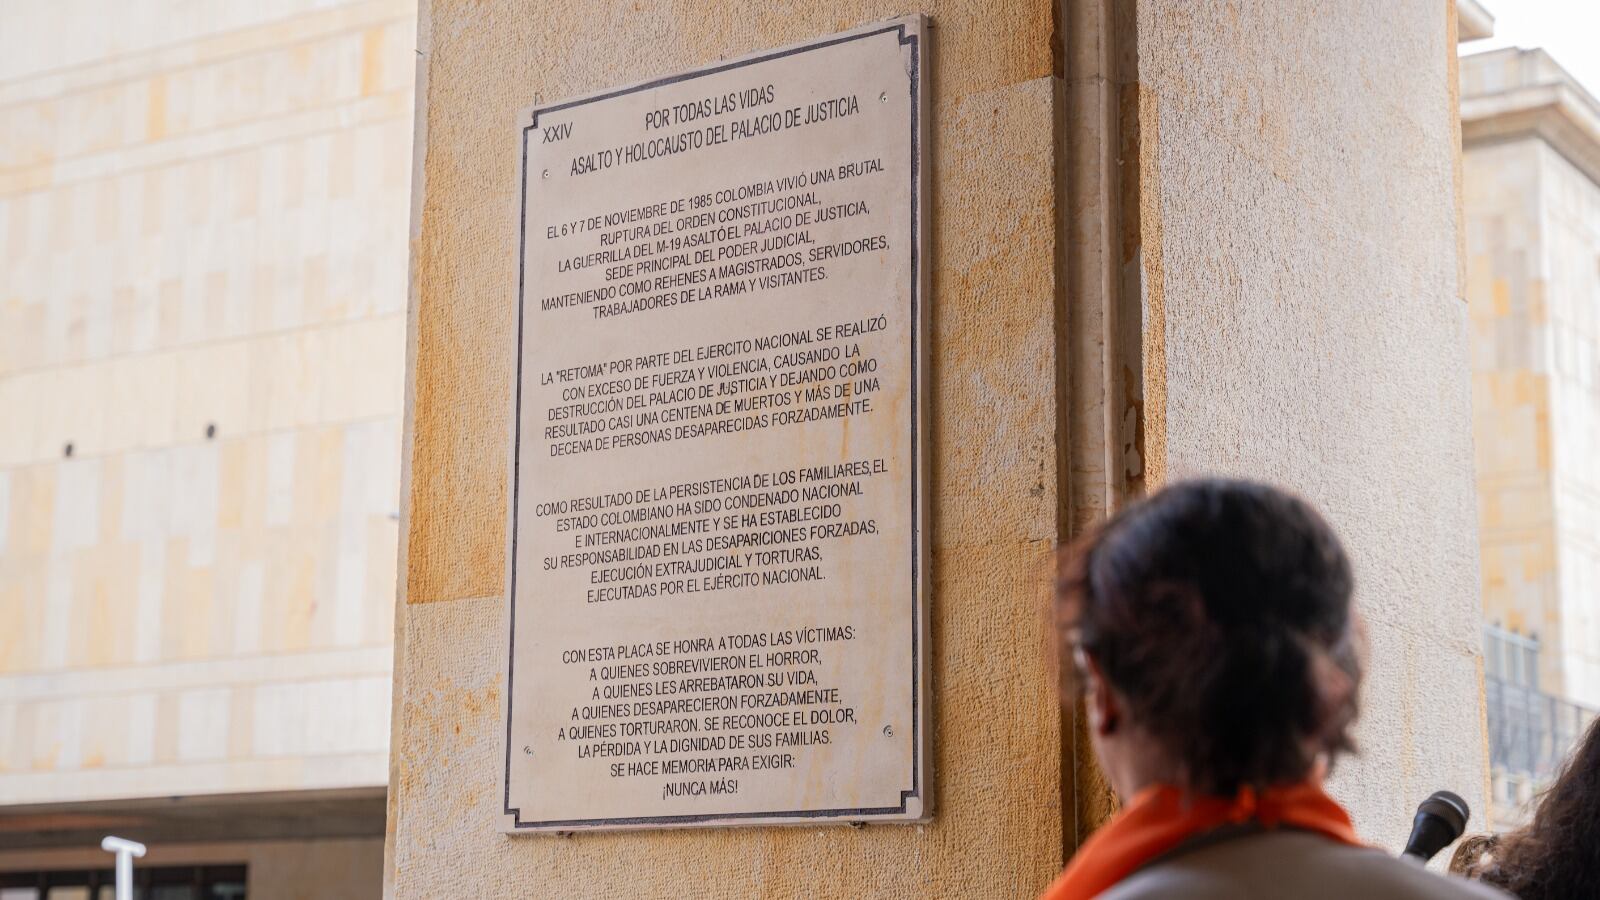 XXIV
POR TODAS LAS VIDAS
ASALTO Y HOLOCAUSTO DEL PALACIO DE JUSTICIA
EL 6 Y 7 DE NOVIEMBRE DE 1985 COLOMBIA VIVIÓ UNA BRUTAL
RUPTURA DEL ORDEN CONSTITUCIONAL,
LA GUERRILLA DEL M-19 ASALTÓ EL PALACIO DE JUSTICIA,
SEDE PRINCIPAL DEL PODER JUDICIAL,
MANTENIENDO COMO REHENES A MAGISTRADOS, SERVIDORES,
TRABAJADORES DE LA RAMA Y VISITANTES.
LA "RETOMA" POR PARTE DEL EJERCITO NACIONAL SE REALIZÓ
CON EXCESO DE FUERZA Y VIOLENCIA, CAUSANDO LA
DESTRUCCIÓN DEL PALACIO DE JUSTICIA Y DEJANDO COMO
RESULTADO CASI UNA CENTENA DE MUERTOS Y MÁS DE UNA
DECENA DE PERSONAS DESAPARECIDAS FORZADAMENTE.
COMO RESULTADO DE LA PERSISTENCIA DE LOS FAMILIARES, EL
ESTADO COLOMBIANO HA SIDO CONDENADO NACIONAL
E INTERNACIONALMENTE Y SE HA ESTABLECIDO
SU RESPONSABILIDAD EN LAS DESAPARICIONES FORZADAS,
EJECUCIÓN EXTRAJUDICIAL Y TORTURAS,
EJECUTADAS POR EL EJÉRCITO NACIONAL.
CON ESTA PLACA SE HONRA A TODAS LAS VÍCTIMAS:
A QUIENES SOBREVIVIERON EL HORROR,
A QUIENES LES ARREBATARON SU VIDA,
A QUIENES DESAPARECIERON FORZADAMENTE,
A QUIENES TORTURARON. SE RECONOCE EL DOLOR,
LA PÉRDIDA Y LA DIGNIDAD DE SUS FAMILIAS.
SE HACE MEMORIA PARA EXIGIR:
¡NUNCA MÁS!